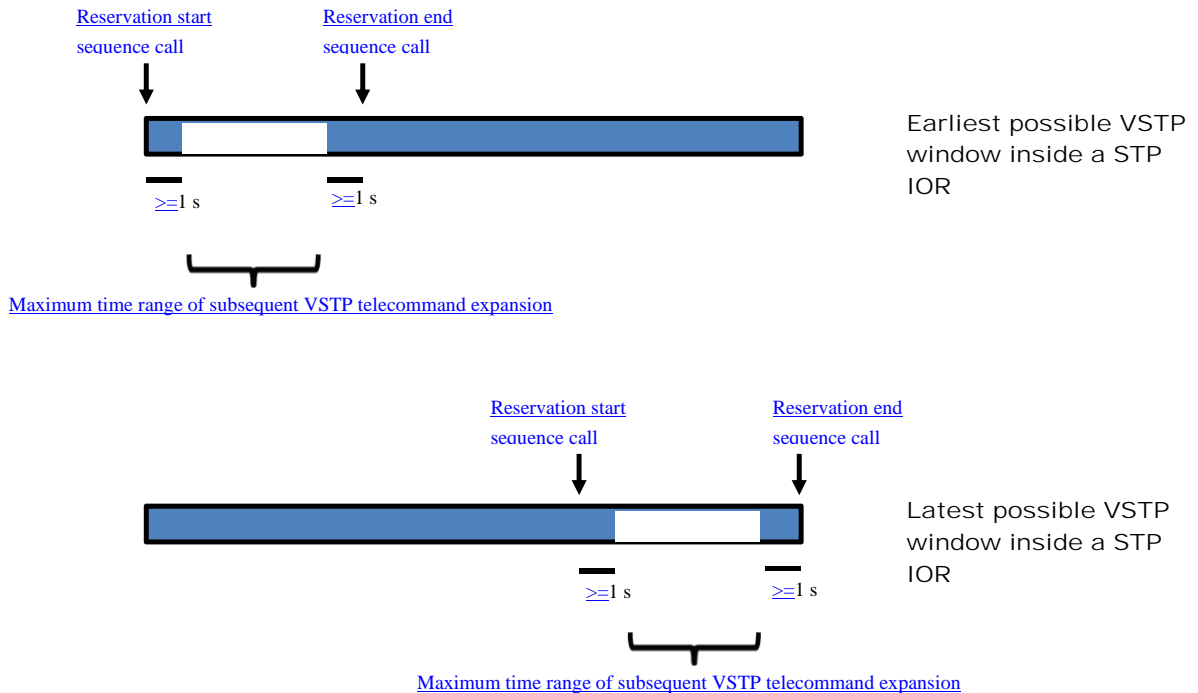 Reservation start
sequence call
Reservation end
sequence call
Earliest possible VSTP
window inside a STP
IOR
>=1 s
>=1 s
Maximum time range of subsequent VSTP telecommand expansion
Reservation start
sequence call
Reservation end
sequence call
Latest possible VSTP
window inside a STP
IOR
>=1 s
>=1 s
Maximum time range of subsequent VSTP telecommand expansion